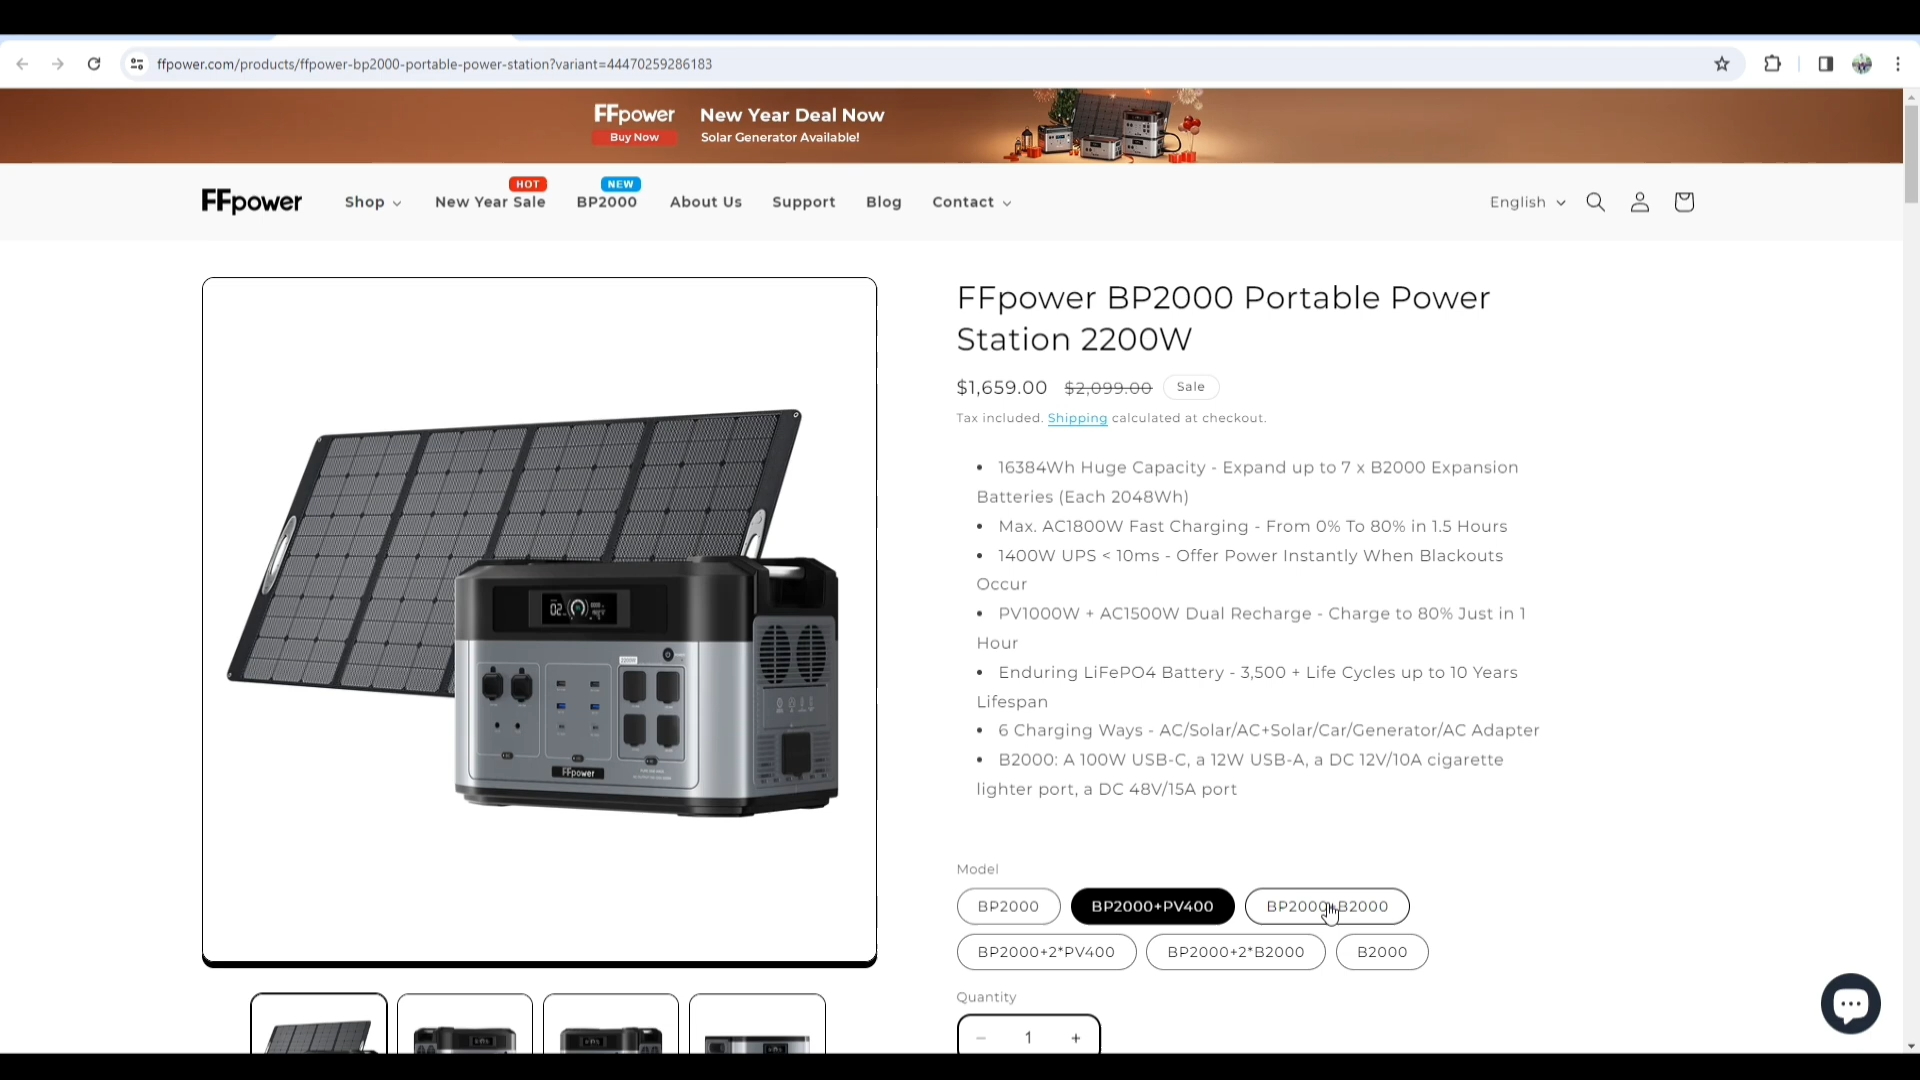 ffpower.com/products/ffpower-bp2000-portable-power-station?variant=44470259286183
FFpower
Buy Now
New Year Deal Now
Solar Generator Available!
FFpower
Shop
HOT
New Year Sale
NEW
BP2000
About Us
Support
Blog
Contact
English
FFpower BP2000 Portable Power
Station 2200W
$1,659.00 $2,099.00 Sale
Tax included. Shipping calculated at checkout.
• 16384Wh Huge Capacity - Expand up to 7 x B2000 Expansion
Batteries (Each 2048Wh)
• Max. AC1800W Fast Charging - From 0% To 80% in 1.5 Hours
• 1400W UPS < 10ms - Offer Power Instantly When Blackouts
Occur
• PV1000W + AC1500W Dual Recharge - Charge to 80% Just in 1
Hour
• Enduring LiFePO4 Battery - 3,500 + Life Cycles up to 10 Years
Lifespan
• 6 Charging Ways - AC/Solar/AC+Solar/Car/Generator/AC Adapter
• B2000: A 100W USB-C, a 12W USB-A, a DC 12V/10A cigarette
lighter port, a DC 48V/15A port
2200W
FFpower
Model
BP2000 BP2000+PV400 BP2000+B2000
BP2000+2*PV400 BP2000+2*B2000 B2000
Quantity
− 1 +